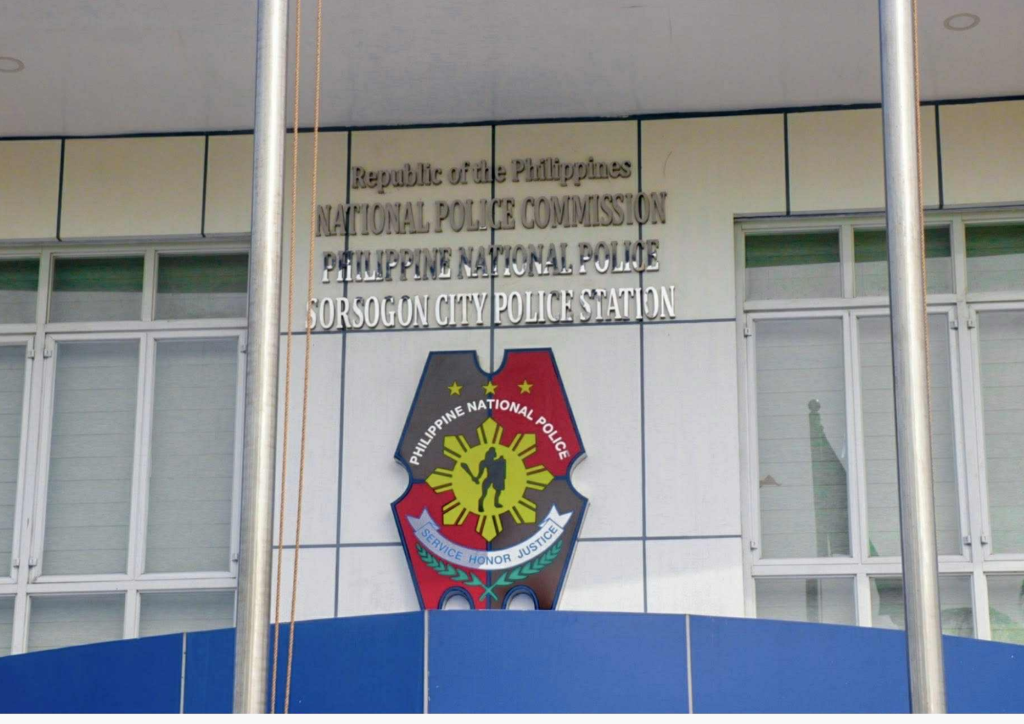 Republic of the Philippines
NATIONAL POLICE COMMISSION
PHILIPPINE NATIONAL POLICE
SORSOGON CITY POLICE STATION
PHILIPPINE NATIONAL POLICE
SERVICE HONOR JUSTICE